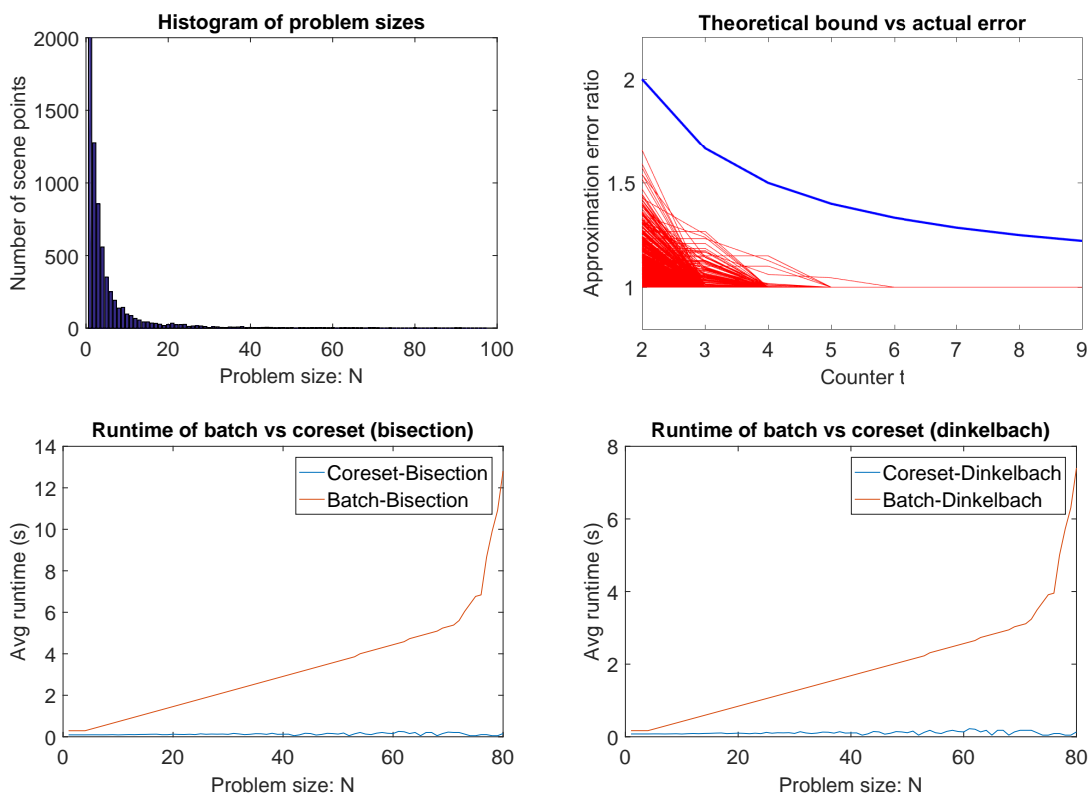 Histogram of problem sizes
2000
1500
1000
500
0
Number of scene points
0 20 40 60 80 100
Problem size: N
Theoretical bound vs actual error
2
1.5
1
Approximation error ratio
2 3 4 5 6 7 8 9
Counter t
Runtime of batch vs coreset (bisection)
14
12
10
8
6
4
2
0
Avg runtime (s)
Coreset-Bisection
Batch-Bisection
0 20 40 60 80
Problem size: N
Runtime of batch vs coreset (dinkelbach)
8
6
4
2
0
Avg runtime (s)
Coreset-Dinkelbach
Batch-Dinkelbach
0 20 40 60 80
Problem size: N